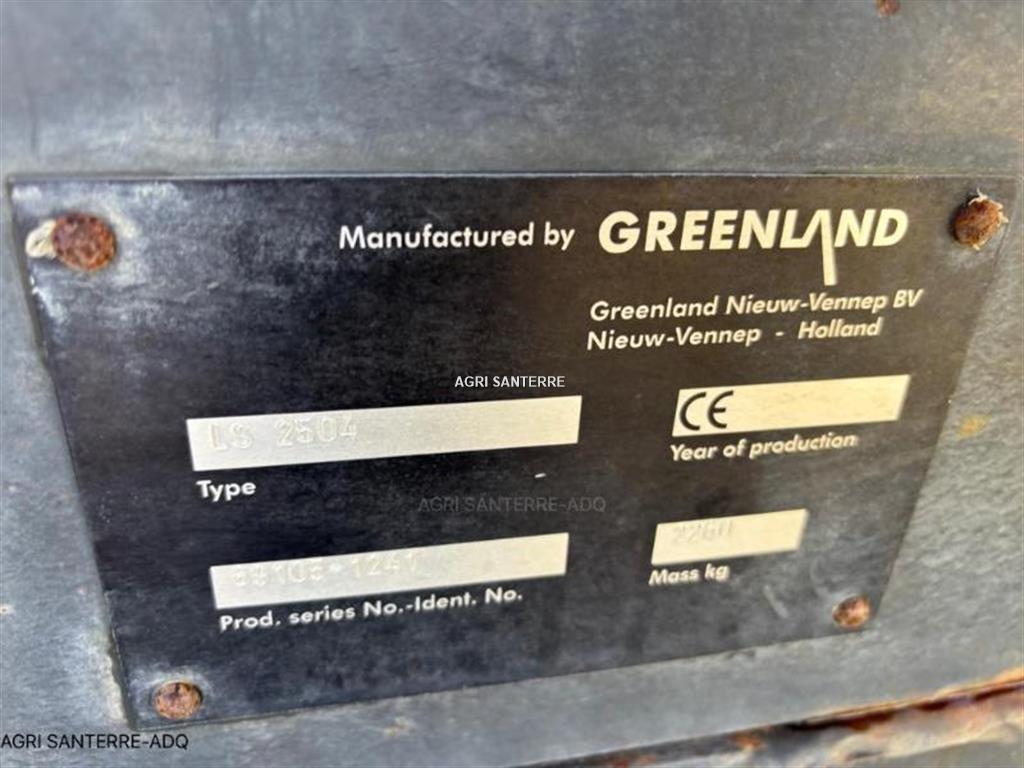 Manufactured by GREENLAND
Greenland Nieuw-Vennep BV
Nieuw-Vennep - Holland
AGRI SANTERRE
LS 2504
CE
Type
Year of production
AGRI SANTERRE-ADQ
2260
Mass kg
Prod. series No.-Ident. No.
AGRI SANTERRE-ADQ